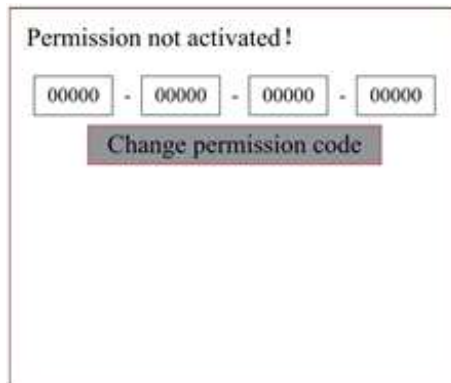 Permission not activated!
00000 - 00000 - 00000 - 00000
Change permission code